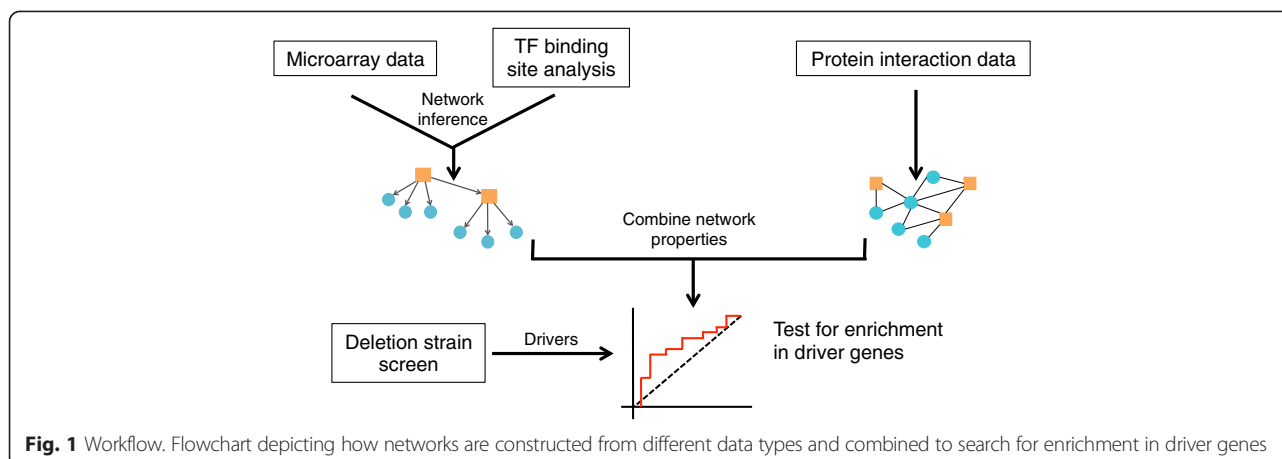 Microarray data
TF binding
site analysis
Protein interaction data
Network
inference
Combine network
properties
Deletion strain
screen
Drivers
Test for enrichment
in driver genes
Fig. 1 Workflow. Flowchart depicting how networks are constructed from different data types and combined to search for enrichment in driver genes